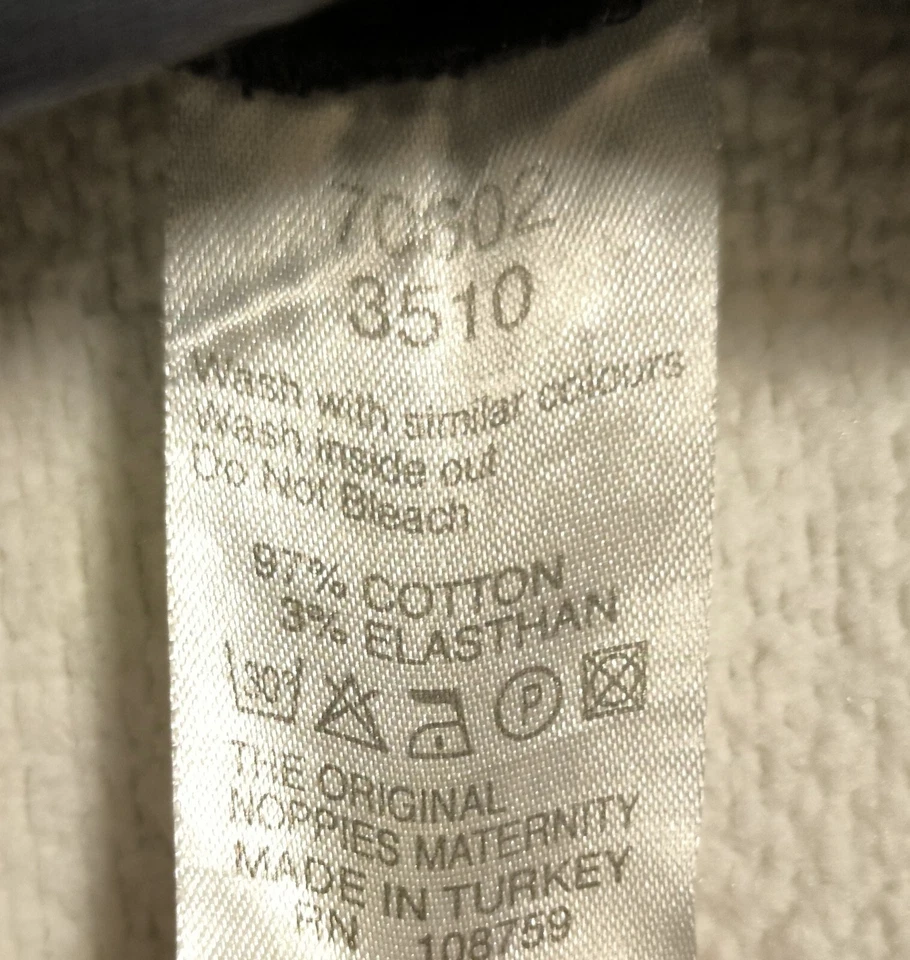 70602
3510
Wash with similar colours
Wash inside out
Do Not Bleach
97% COTTON
3% ELASTHAN
30° P
THE ORIGINAL
NOPPIES MATERNITY
MADE IN TURKEY
RN 108759